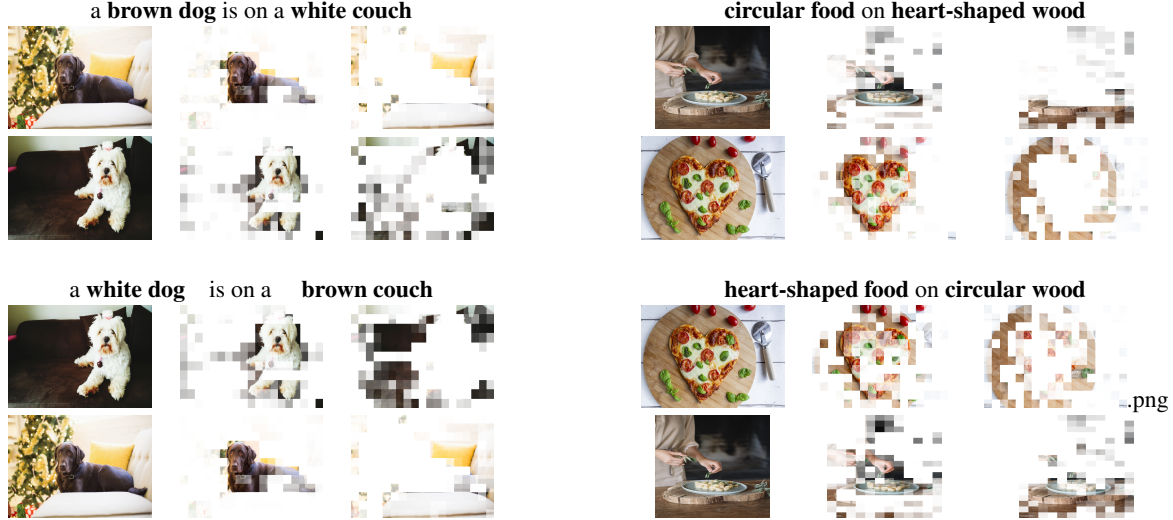 a brown dog is on a white couch
circular food on heart-shaped wood
a white dog is on a brown couch
heart-shaped food on circular wood
.png